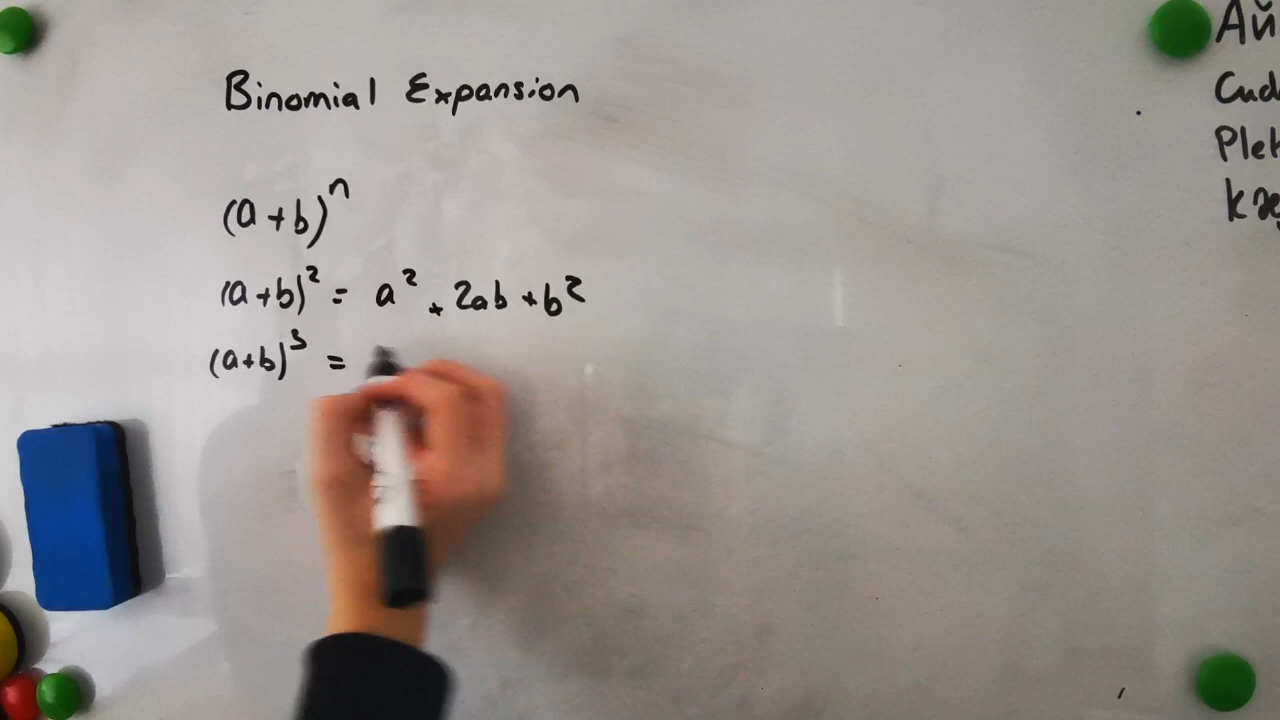 Binomial Expansion
(a+b)^n
(a+b)^2 = a^2 + 2ab + b^2
(a+b)^3 =